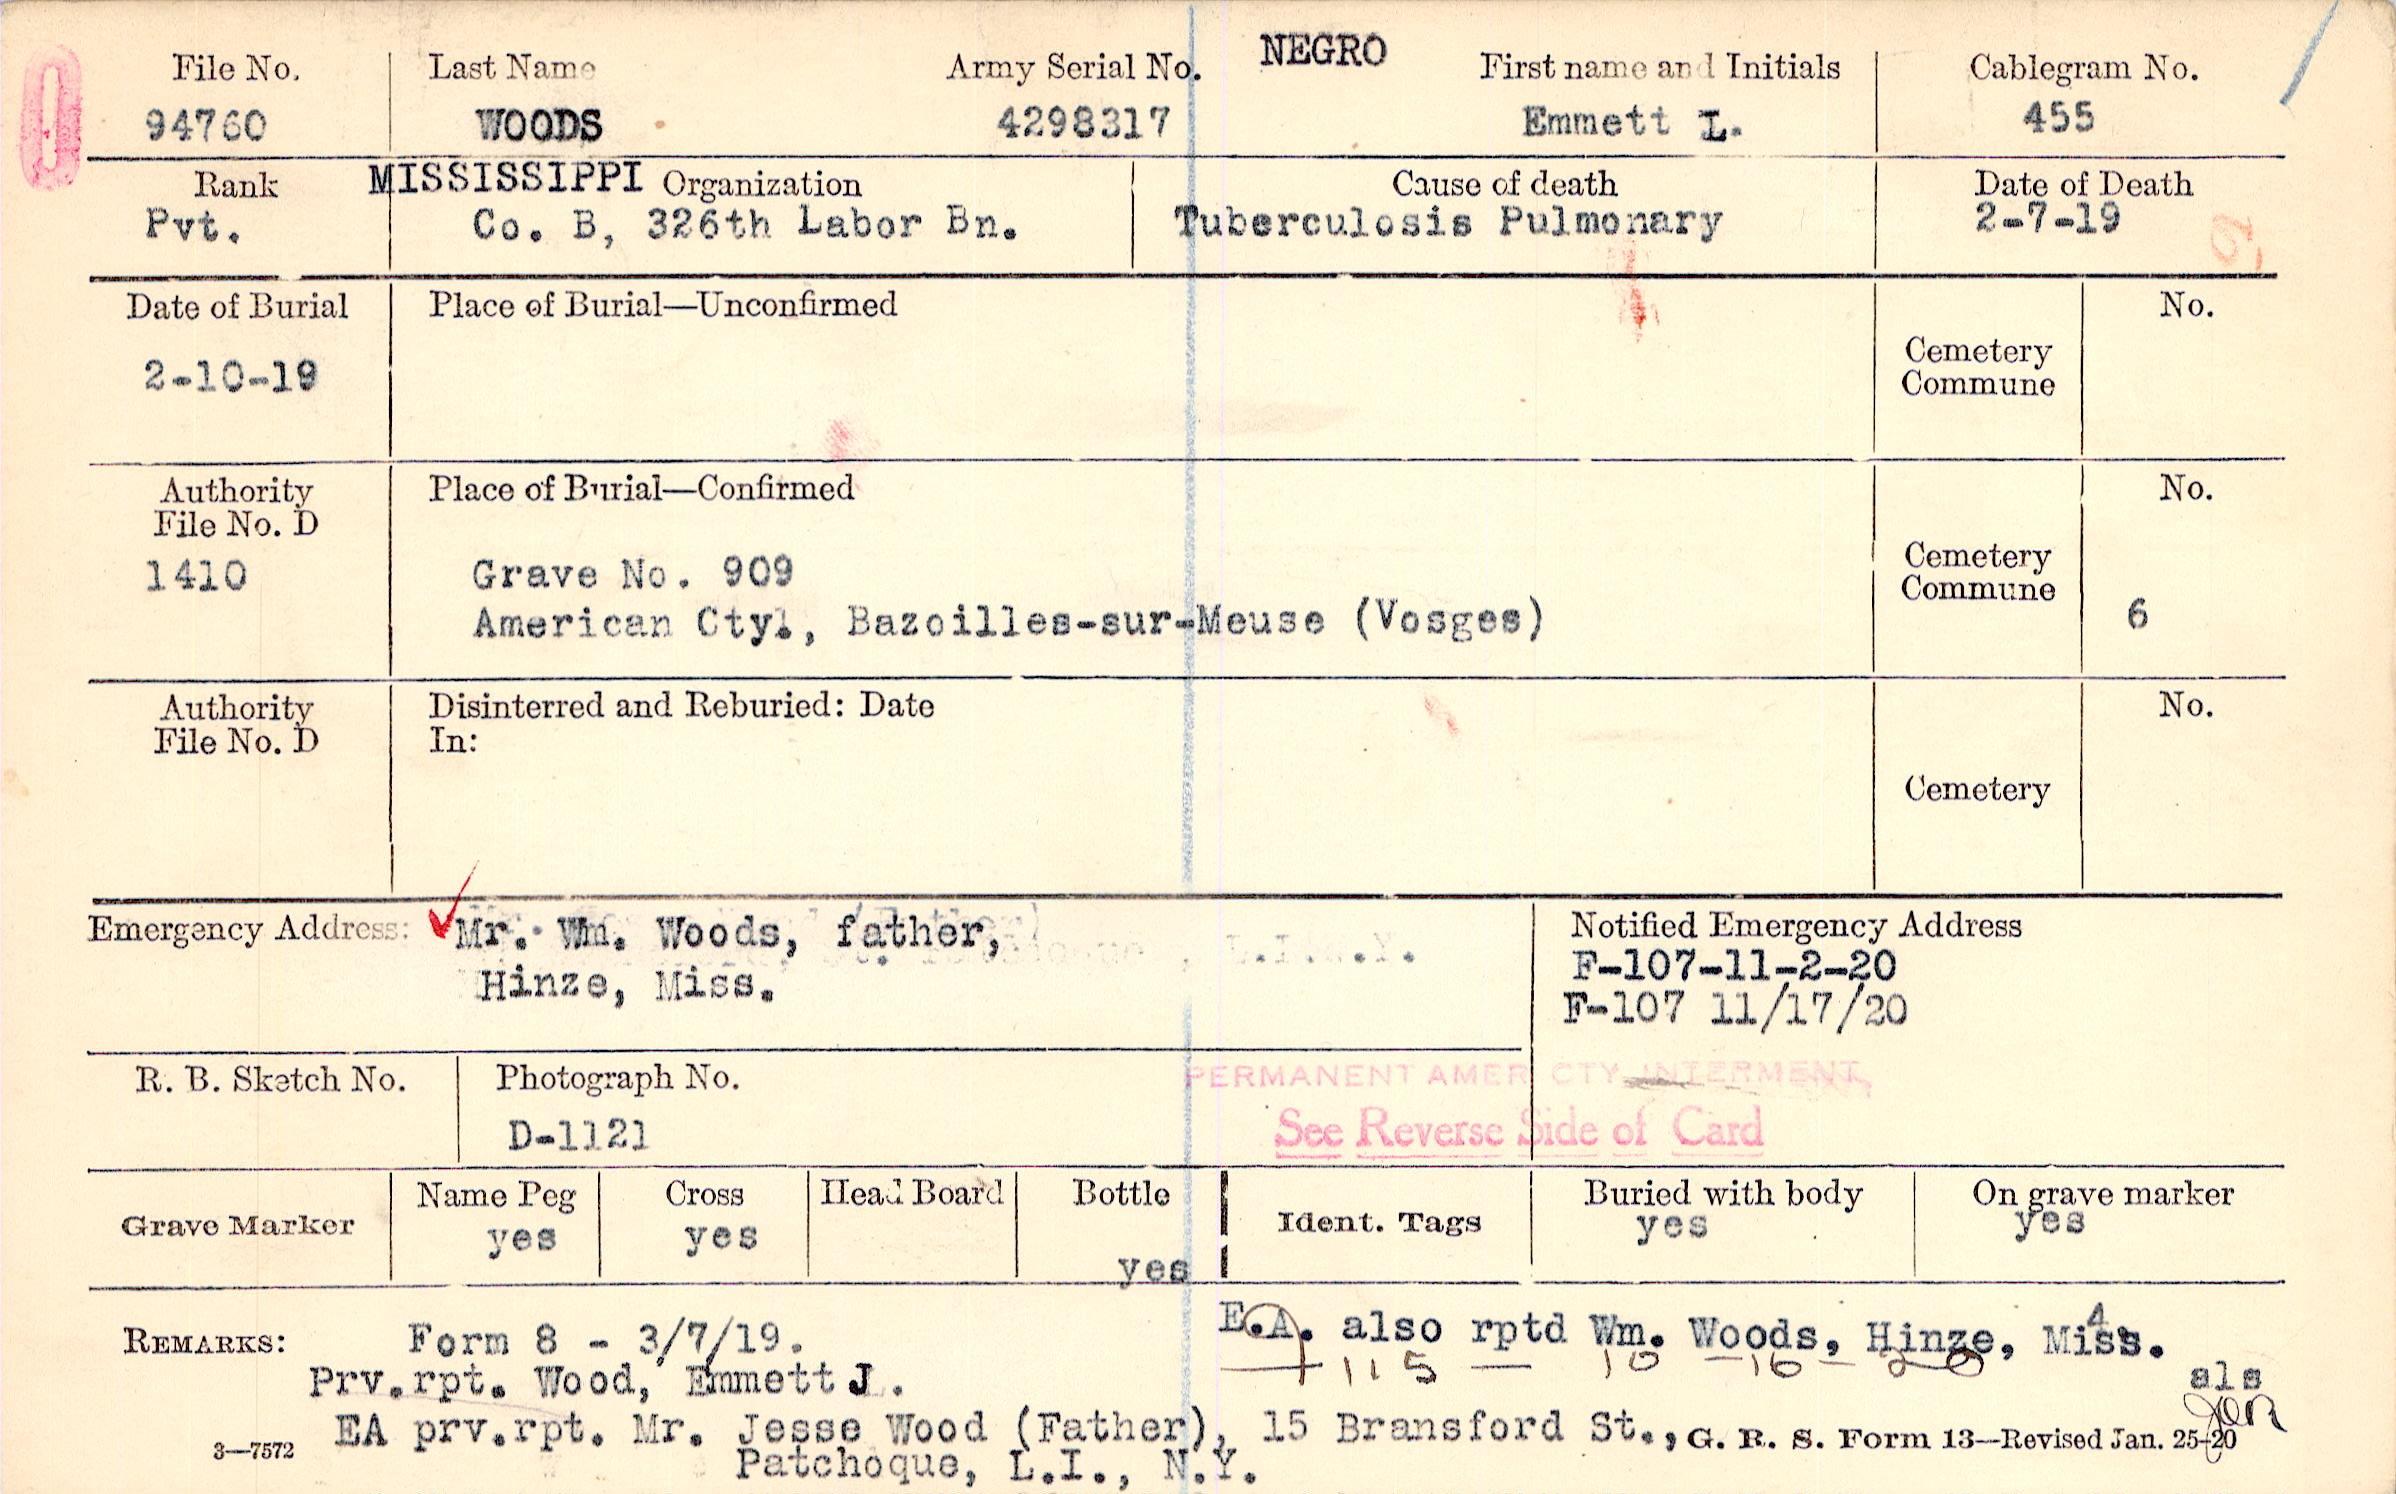 File No. Last Name Army Serial No. NEGRO First name and Initials Cablegram No.
94760 WOODS 4298317 Emmett L. 455
Rank MISSISSIPPI Organization Cause of death Date of Death
Pvt. Co. B, 326th Labor Bn. Tuberculosis Pulmonary 2-7-19
Date of Burial Place of Burial—Unconfirmed No.
Cemetery
Commune
2-10-19
Authority Place of Burial—Confirmed No.
File No. D
Cemetery
Commune
1410 Grave No. 909
American Cty., Bazoilles-sur-Meuse (Vosges) 6
Authority Disinterred and Reburied: Date No.
File No. D In:
Cemetery
Emergency Address: Mr. Wm. Woods, father, Notified Emergency Address
Hinze, Miss. F-107-11-2-20
F-107 11/17/20
R. B. Sketch No. Photograph No. PERMANENT AMER CTY INTERMENT,
D-1121 See Reverse Side of Card
Grave Marker Name Peg Cross Head Board Bottle Ident. Tags Buried with body On grave marker
yes yes yes yes yes
REMARKS: Form 8 - 3/7/19. E.A. also rptd Wm. Woods, Hinze, Miss. 4
115 10-16-20
Prv.rpt. Wood, Emmett J. als
EA prv.rpt. Mr. Jesse Wood (Father), 15 Bransford St.,
Patchoque, L.I., N.Y.
3—7572 G. R. S. Form 13—Revised Jan. 25-20